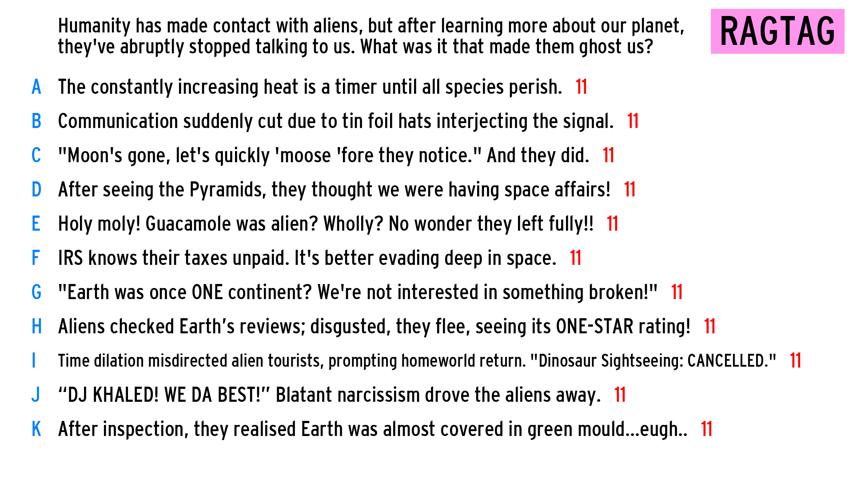 Humanity has made contact with aliens, but after learning more about our planet,
they've abruptly stopped talking to us. What was it that made them ghost us?
RAGTAG
A The constantly increasing heat is a timer until all species perish. 11
B Communication suddenly cut due to tin foil hats interjecting the signal. 11
C "Moon's gone, let's quickly 'moose 'fore they notice." And they did. 11
D After seeing the Pyramids, they thought we were having space affairs! 11
E Holy moly! Guacamole was alien? Wholly? No wonder they left fully!! 11
F IRS knows their taxes unpaid. It's better evading deep in space. 11
G "Earth was once ONE continent? We're not interested in something broken!" 11
H Aliens checked Earth’s reviews; disgusted, they flee, seeing its ONE-STAR rating! 11
I Time dilation misdirected alien tourists, prompting homeworld return. "Dinosaur Sightseeing: CANCELLED." 11
J “DJ KHALED! WE DA BEST!” Blatant narcissism drove the aliens away. 11
K After inspection, they realised Earth was almost covered in green mould...eugh.. 11